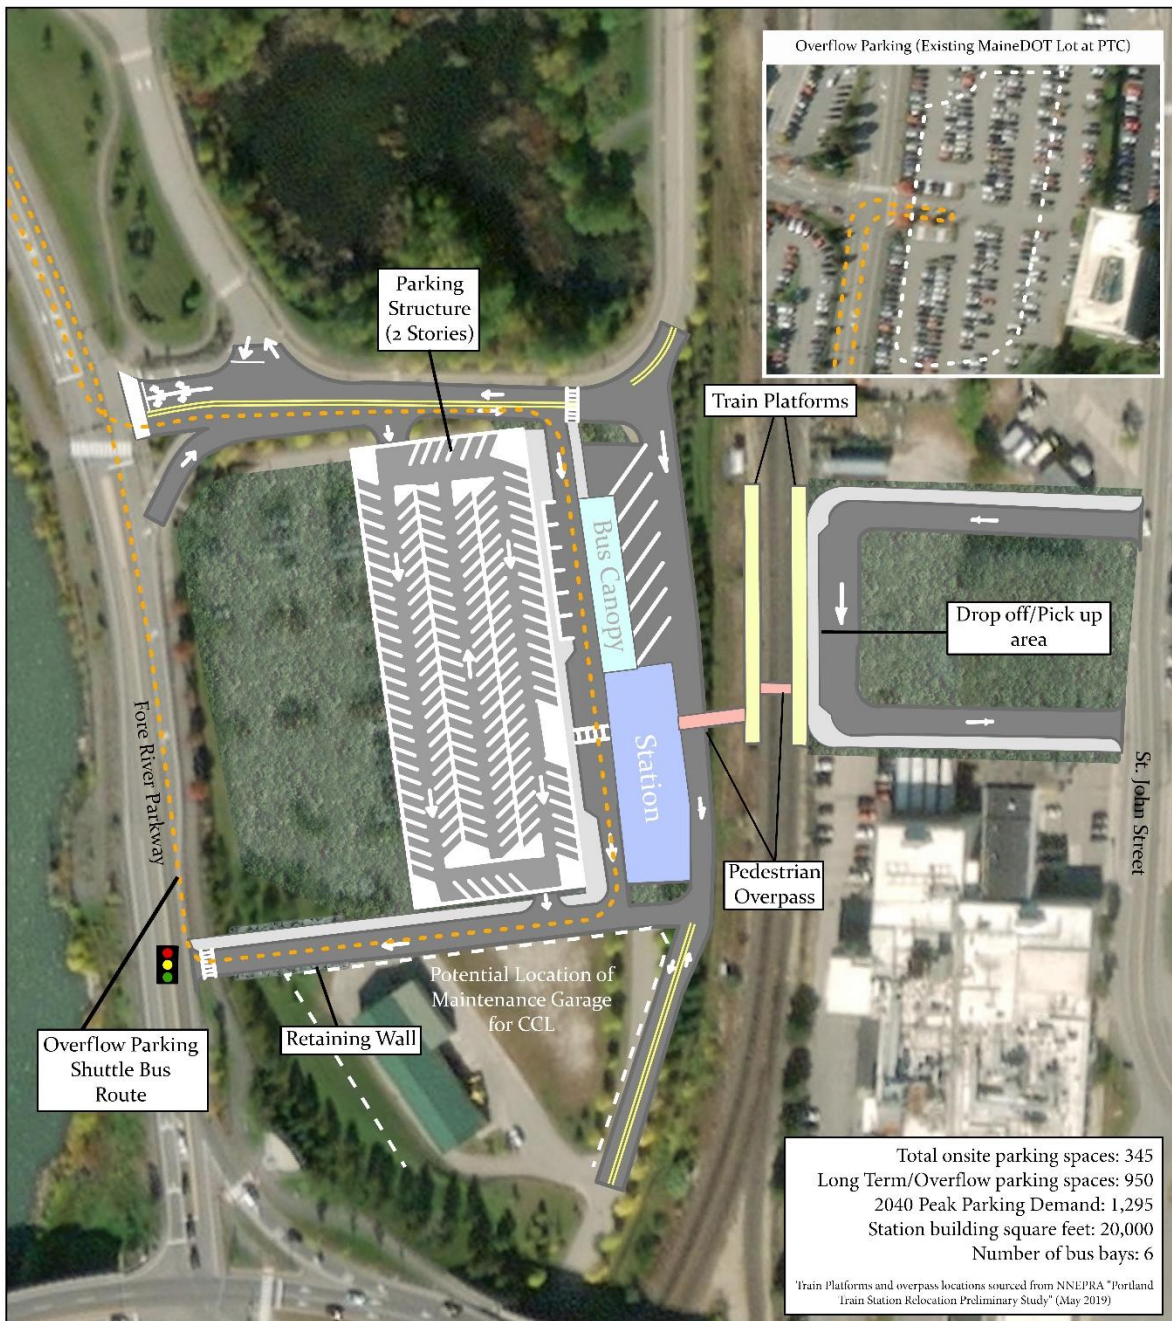 Overflow Parking (Existing MaineDOT Lot at PTC)
Parking
Structure
(2 Stories)
Train Platforms
Bus Canopy
Drop off/Pick up
area
Station
Fore River Parkway
St. John Street
Pedestrian
Overpass
Potential Location of
Maintenance Garage
for CCL
Retaining Wall
Overflow Parking
Shuttle Bus
Route
Total onsite parking spaces: 345
Long Term/Overflow parking spaces: 950
2040 Peak Parking Demand: 1,295
Station building square feet: 20,000
Number of bus bays: 6
Train Platforms and overpass locations sourced from NNEPRA "Portland
Train Station Relocation Preliminary Study" (May 2019)